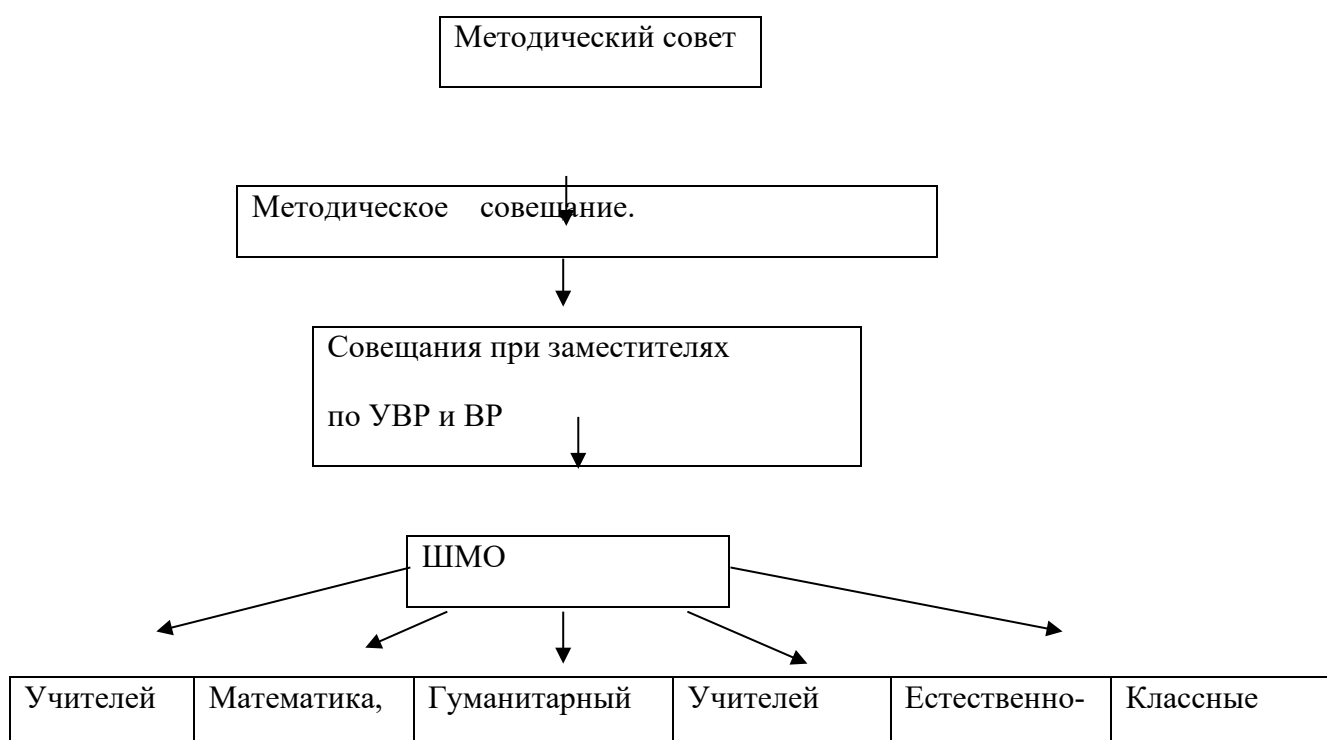 Методический совет
Методическое совещание.
Совещания при заместителях
по УВР и ВР
ШМО
Учителей Математика, Гуманитарный Учителей Естественно- Классные